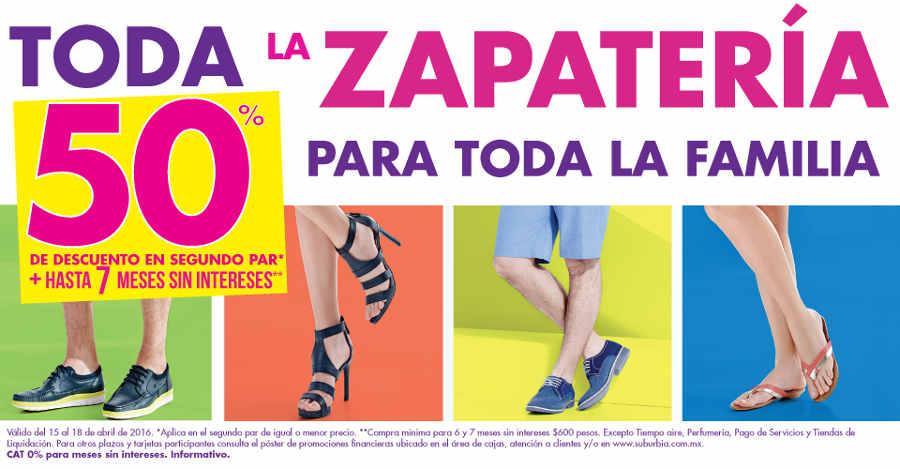 TODA LA ZAPATERÍA
50%
PARA TODA LA FAMILIA
DE DESCUENTO EN SEGUNDO PAR*
+ HASTA 7 MESES SIN INTERESES**
Válido del 15 al 18 de abril de 2016. *Aplica en el segundo par de igual o menor precio. **Compra mínima para 6 y 7 meses sin intereses $600 pesos. Excepto Tiempo aire, Perfumería, Pago de Servicios y Tiendas de
Liquidación. Para otros plazos y tarjetas participantes consulta el póster de promociones financieras ubicado en el área de cajas, atención a clientes y/o en www.suburbia.com.mx.
CAT 0% para meses sin intereses. Informativo.